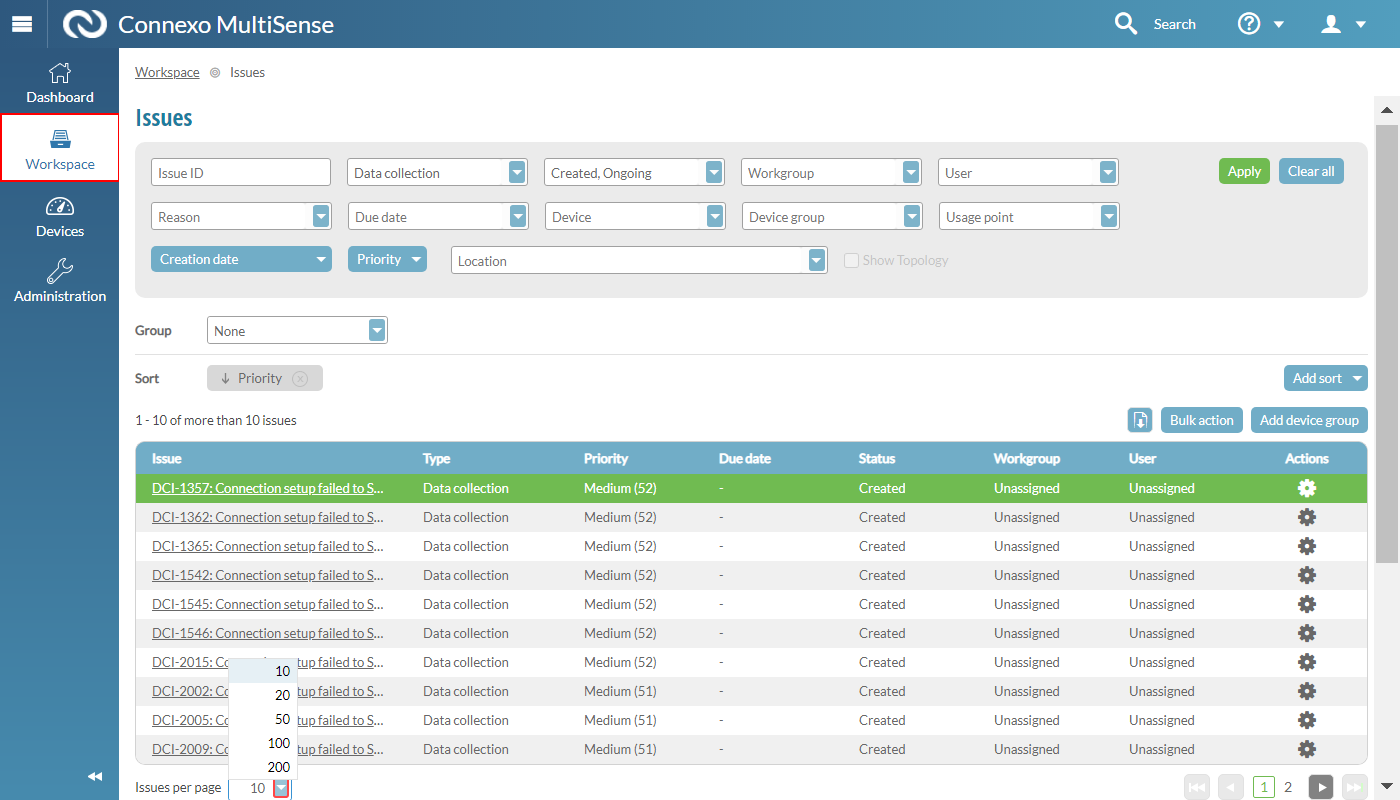 Connexo MultiSense
Search
Dashboard
Workspace
Devices
Administration
Workspace Issues
Issues
Issue ID Data collection Created, Ongoing Workgroup User Apply Clear all
Reason Due date Device Device group Usage point
Creation date Priority Location Show Topology
Group None
Sort Priority Add sort
1 - 10 of more than 10 issues Bulk action Add device group
Issue Type Priority Due date Status Workgroup User Actions
DCI-1357: Connection setup failed to S... Data collection Medium (52) - Created Unassigned Unassigned
DCI-1362: Connection setup failed to S... Data collection Medium (52) - Created Unassigned Unassigned
DCI-1365: Connection setup failed to S... Data collection Medium (52) - Created Unassigned Unassigned
DCI-1542: Connection setup failed to S... Data collection Medium (52) - Created Unassigned Unassigned
DCI-1545: Connection setup failed to S... Data collection Medium (52) - Created Unassigned Unassigned
DCI-1546: Connection setup failed to S... Data collection Medium (52) - Created Unassigned Unassigned
DCI-2015: Co tup failed to S... Data collection Medium (52) - Created Unassigned Unassigned
DCI-2002: Co tup failed to S... Data collection Medium (51) - Created Unassigned Unassigned
DCI-2005: Co tup failed to S... Data collection Medium (51) - Created Unassigned Unassigned
DCI-2009: Co tup failed to S... Data collection Medium (51) - Created Unassigned Unassigned
10
20
50
100
200
Issues per page 10 1 2